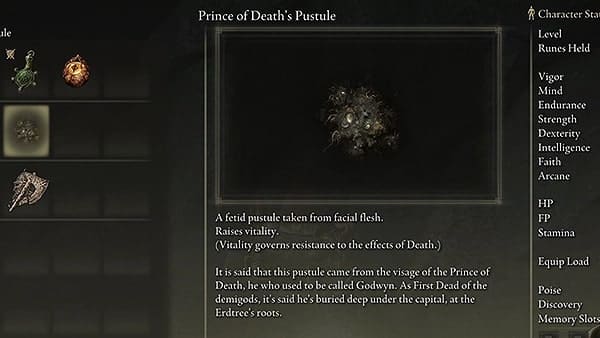 ule
Prince of Death's Pustule
A fetid pustule taken from facial flesh.
Raises vitality.
(Vitality governs resistance to the effects of Death.)
It is said that this pustule came from the visage of the Prince of
Death, he who used to be called Godwyn. As First Dead of the
demigods, it's said he's buried deep under the capital, at the
Erdtree's roots.
Character Stat
Level
Runes Held
Vigor
Mind
Endurance
Strength
Dexterity
Intelligence
Faith
Arcane
HP
FP
Stamina
Equip Load
Poise
Discovery
Memory Slots